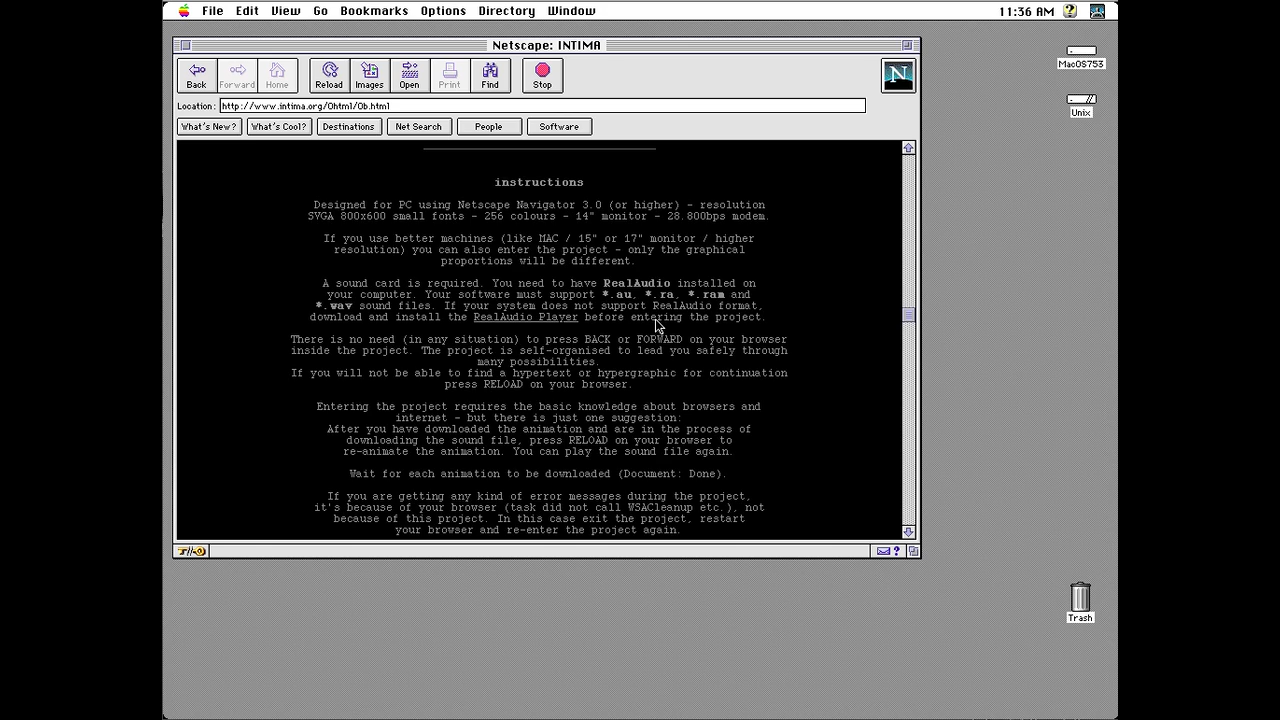 File Edit View Go Bookmarks Options Directory Window 11:36 AM
Netscape: INTIMA
MacOS753
Back Forward Home Reload Images Open Print Find Stop
N
Location: http://www.intima.org/0html/0b.html
Unix
What's New? What's Cool? Destinations Net Search People Software
instructions
Designed for PC using Netscape Navigator 3.0 (or higher) - resolution
SVGA 800x600 small fonts - 256 colours - 14" monitor - 28.800bps modem.
If you use better machines (like MAC / 15" or 17" monitor / higher
resolution) you can also enter the project - only the graphical
proportions will be different.
A sound card is required. You need to have RealAudio installed on
your computer. Your software must support *.au, *.ra, *.ram and
*.wav sound files. If your system does not support RealAudio format,
download and install the RealAudio Player before entering the project.
There is no need (in any situation) to press BACK or FORWARD on your browser
inside the project. The project is self-organised to lead you safely through
many possibilities.
If you will not be able to find a hypertext or hypergraphic for continuation
press RELOAD on your browser.
Entering the project requires the basic knowledge about browsers and
internet - but there is just one suggestion:
After you have downloaded the animation and are in the process of
downloading the sound file, press RELOAD on your browser to
re-animate the animation. You can play the sound file again.
Wait for each animation to be downloaded (Document: Done).
If you are getting any kind of error messages during the project,
it's because of your browser (task did not call WSACleanup etc.), not
because of this project. In this case exit the project, restart
your browser and re-enter the project again.
Trash